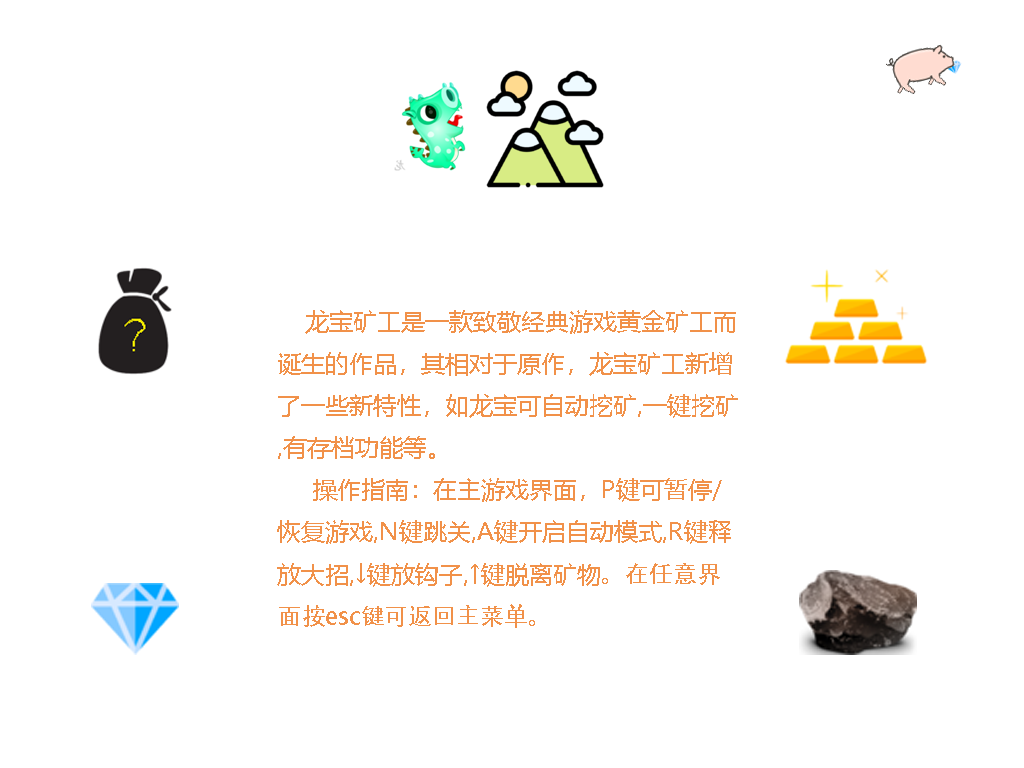 ?
龙宝矿工是一款致敬经典游戏黄金矿工而
诞生的作品，其相对于原作，龙宝矿工新增
了一些新特性，如龙宝可自动挖矿,一键挖矿
,有存档功能等。
操作指南：在主游戏界面，P键可暂停/
恢复游戏,N键跳关,A键开启自动模式,R键释
放大招,↓键放钩子,↑键脱离矿物。在任意界
面按esc键可返回主菜单。